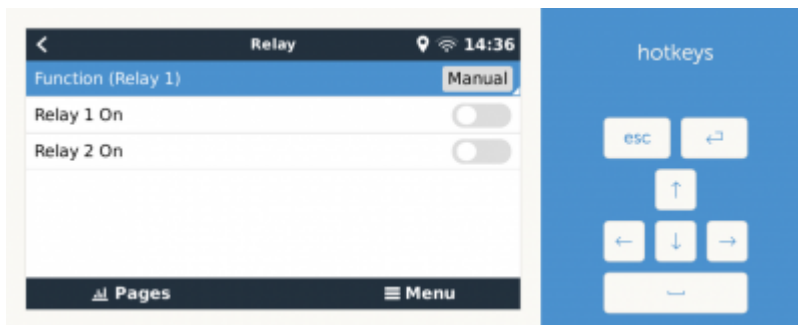 Relay 14:36
Function (Relay 1) Manual
Relay 1 On
Relay 2 On
Pages Menu
hotkeys
esc